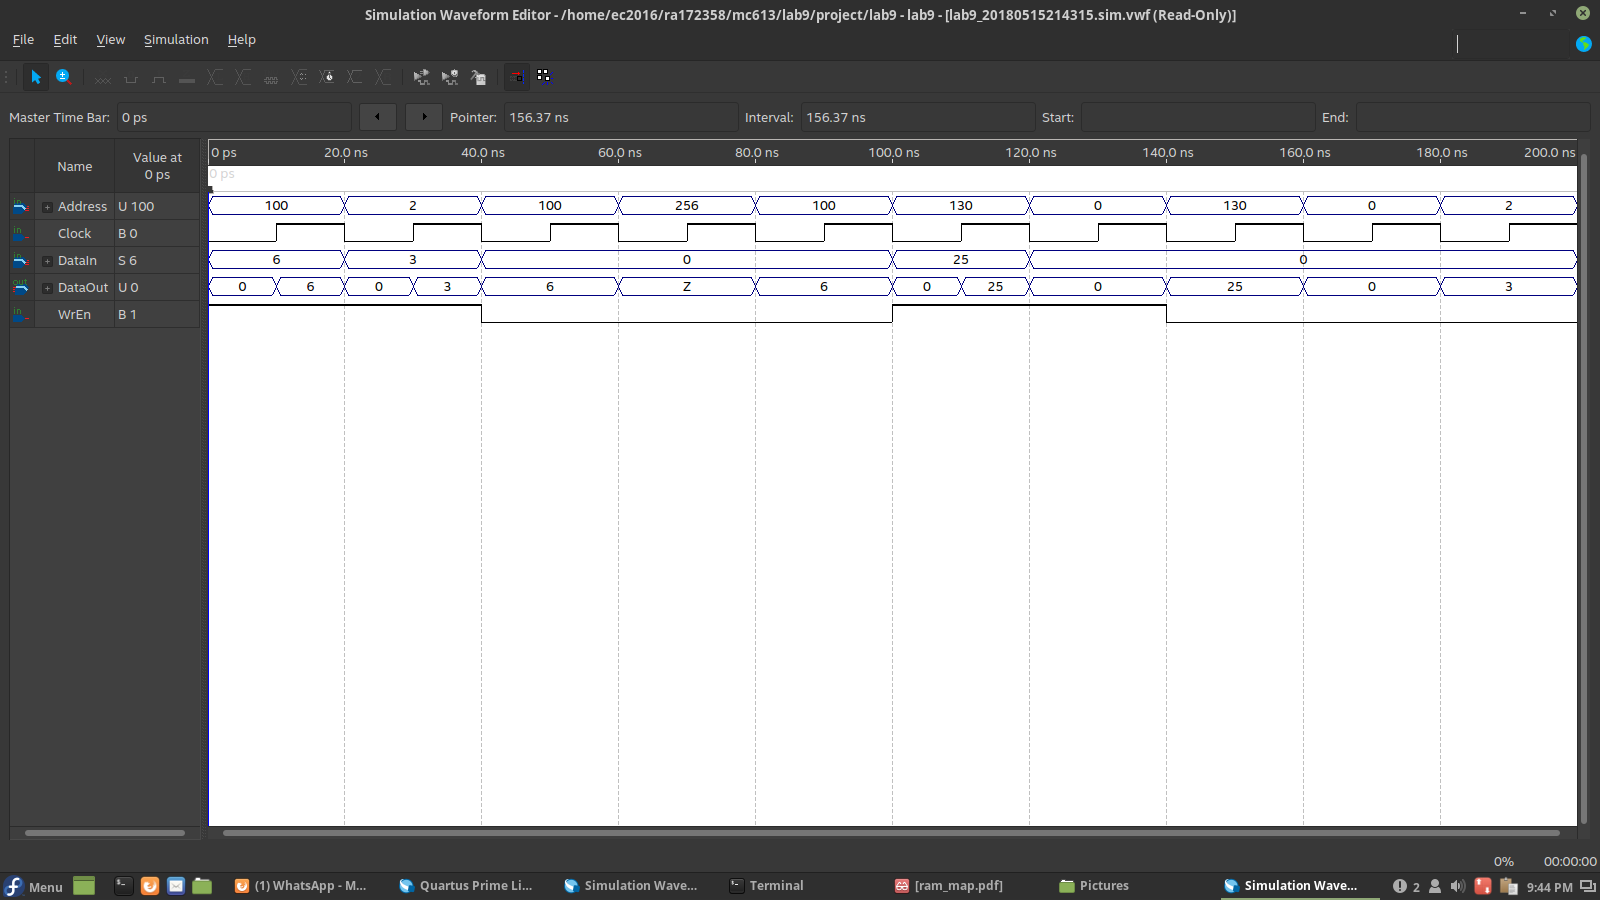 Simulation Waveform Editor - /home/ec2016/ra172358/mc613/lab9/project/lab9 - lab9 - [lab9_20180515214315.sim.vwf (Read-Only)]
File Edit View Simulation Help
Master Time Bar: 0 ps Pointer: 156.37 ns Interval: 156.37 ns Start: End:
Name Value at 0 ps
0 ps 20.0 ns 40.0 ns 60.0 ns 80.0 ns 100.0 ns 120.0 ns 140.0 ns 160.0 ns 180.0 ns 200.0 ns
0 ps
Address U 100 100 2 100 256 100 130 0 130 0 2
Clock B 0
DataIn S 6 6 3 0 25 0
DataOut U 0 0 6 0 3 6 Z 6 0 25 0 25 0 3
WrEn B 1
0% 00:00:00
Menu (1) WhatsApp - M... Quartus Prime Li... Simulation Wave... Terminal [ram_map.pdf] Pictures Simulation Wave... 2 9:44 PM